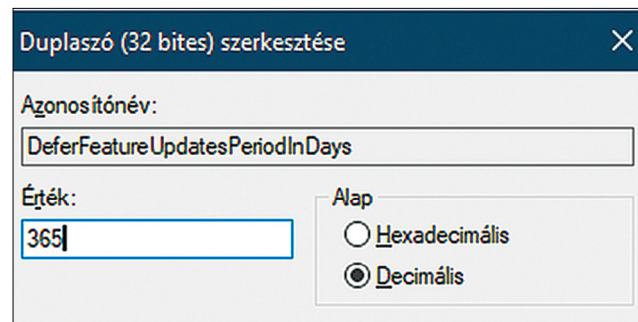 Duplaszó (32 bites) szerkesztése
Azonosítónév:
DeferFeatureUpdatesPeriodInDays
Érték:
365
Alap
Hexadecimális
Decimális